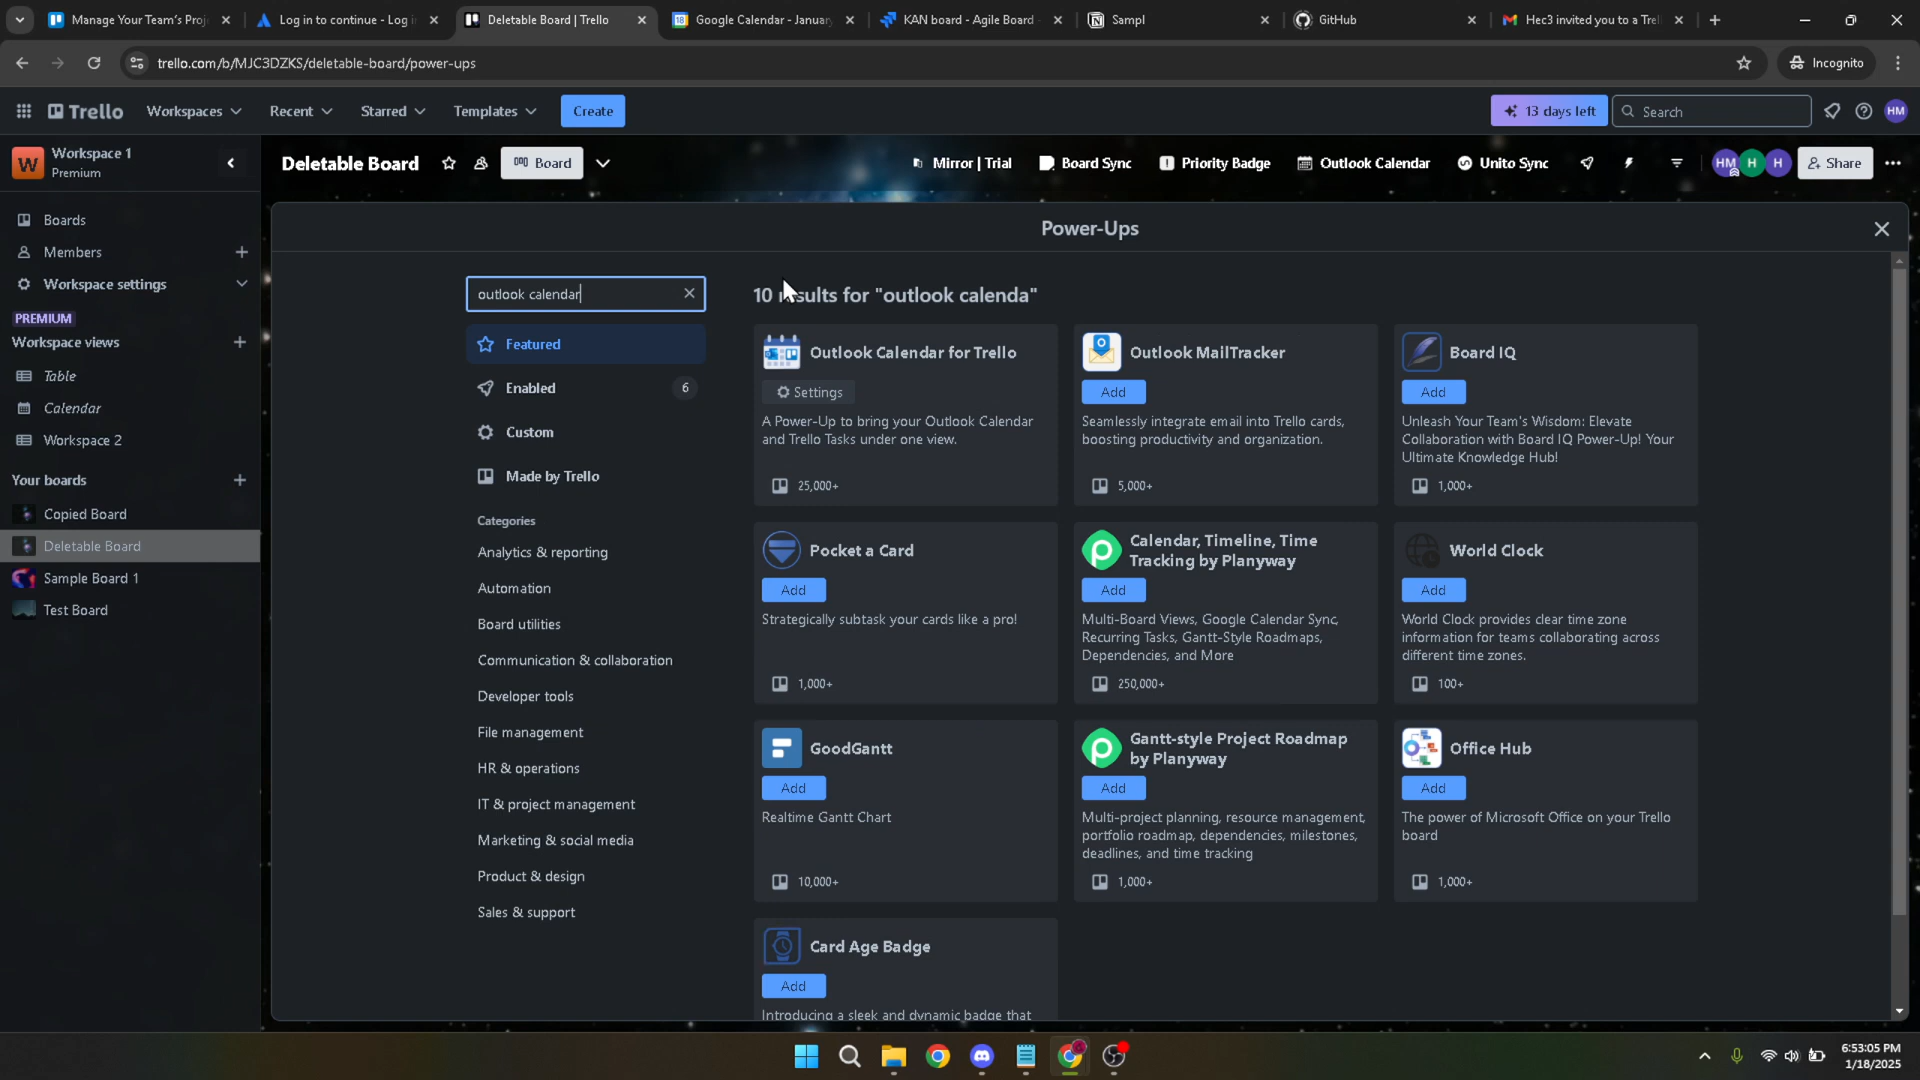 Manage Your Team's Proj
Log in to continue - Log i
Deletable Board | Trello
Google Calendar - January
KAN board - Agile Board -
Sampl
GitHub
Hec3 invited you to a Trel
trello.com/b/MJC3DZKS/deletable-board/power-ups
Incognito
Trello
Workspaces
Recent
Starred
Templates
Create
13 days left
Search
HM
W
Workspace 1
Premium
Deletable Board
Board
Mirror | Trial
Board Sync
Priority Badge
Outlook Calendar
Unito Sync
HM
H
H
Share
Boards
Members
Workspace settings
PREMIUM
Workspace views
Table
Calendar
Workspace 2
Your boards
Copied Board
Deletable Board
Sample Board 1
Test Board
Power-Ups
outlook calendar
Featured
Enabled
6
Custom
Made by Trello
Categories
Analytics & reporting
Automation
Board utilities
Communication & collaboration
Developer tools
File management
HR & operations
IT & project management
Marketing & social media
Product & design
Sales & support
10 results for "outlook calenda"
Outlook Calendar for Trello
Settings
A Power-Up to bring your Outlook Calendar
and Trello Tasks under one view.
25,000+
Outlook MailTracker
Add
Seamlessly integrate email into Trello cards,
boosting productivity and organization.
5,000+
Board IQ
Add
Unleash Your Team's Wisdom: Elevate
Collaboration with Board IQ Power-Up! Your
Ultimate Knowledge Hub!
1,000+
Pocket a Card
Add
Strategically subtask your cards like a pro!
1,000+
Calendar, Timeline, Time
Tracking by Planyway
Add
Multi-Board Views, Google Calendar Sync,
Recurring Tasks, Gantt-Style Roadmaps,
Dependencies, and More
250,000+
World Clock
Add
World Clock provides clear time zone
information for teams collaborating across
different time zones.
100+
GoodGantt
Add
Realtime Gantt Chart
10,000+
Gantt-style Project Roadmap
by Planyway
Add
Multi-project planning, resource management,
portfolio roadmap, dependencies, milestones,
deadlines, and time tracking
1,000+
Office Hub
Add
The power of Microsoft Office on your Trello
board
1,000+
Card Age Badge
Add
Introducing a sleek and dynamic badge that
6:53:05 PM
1/18/2025